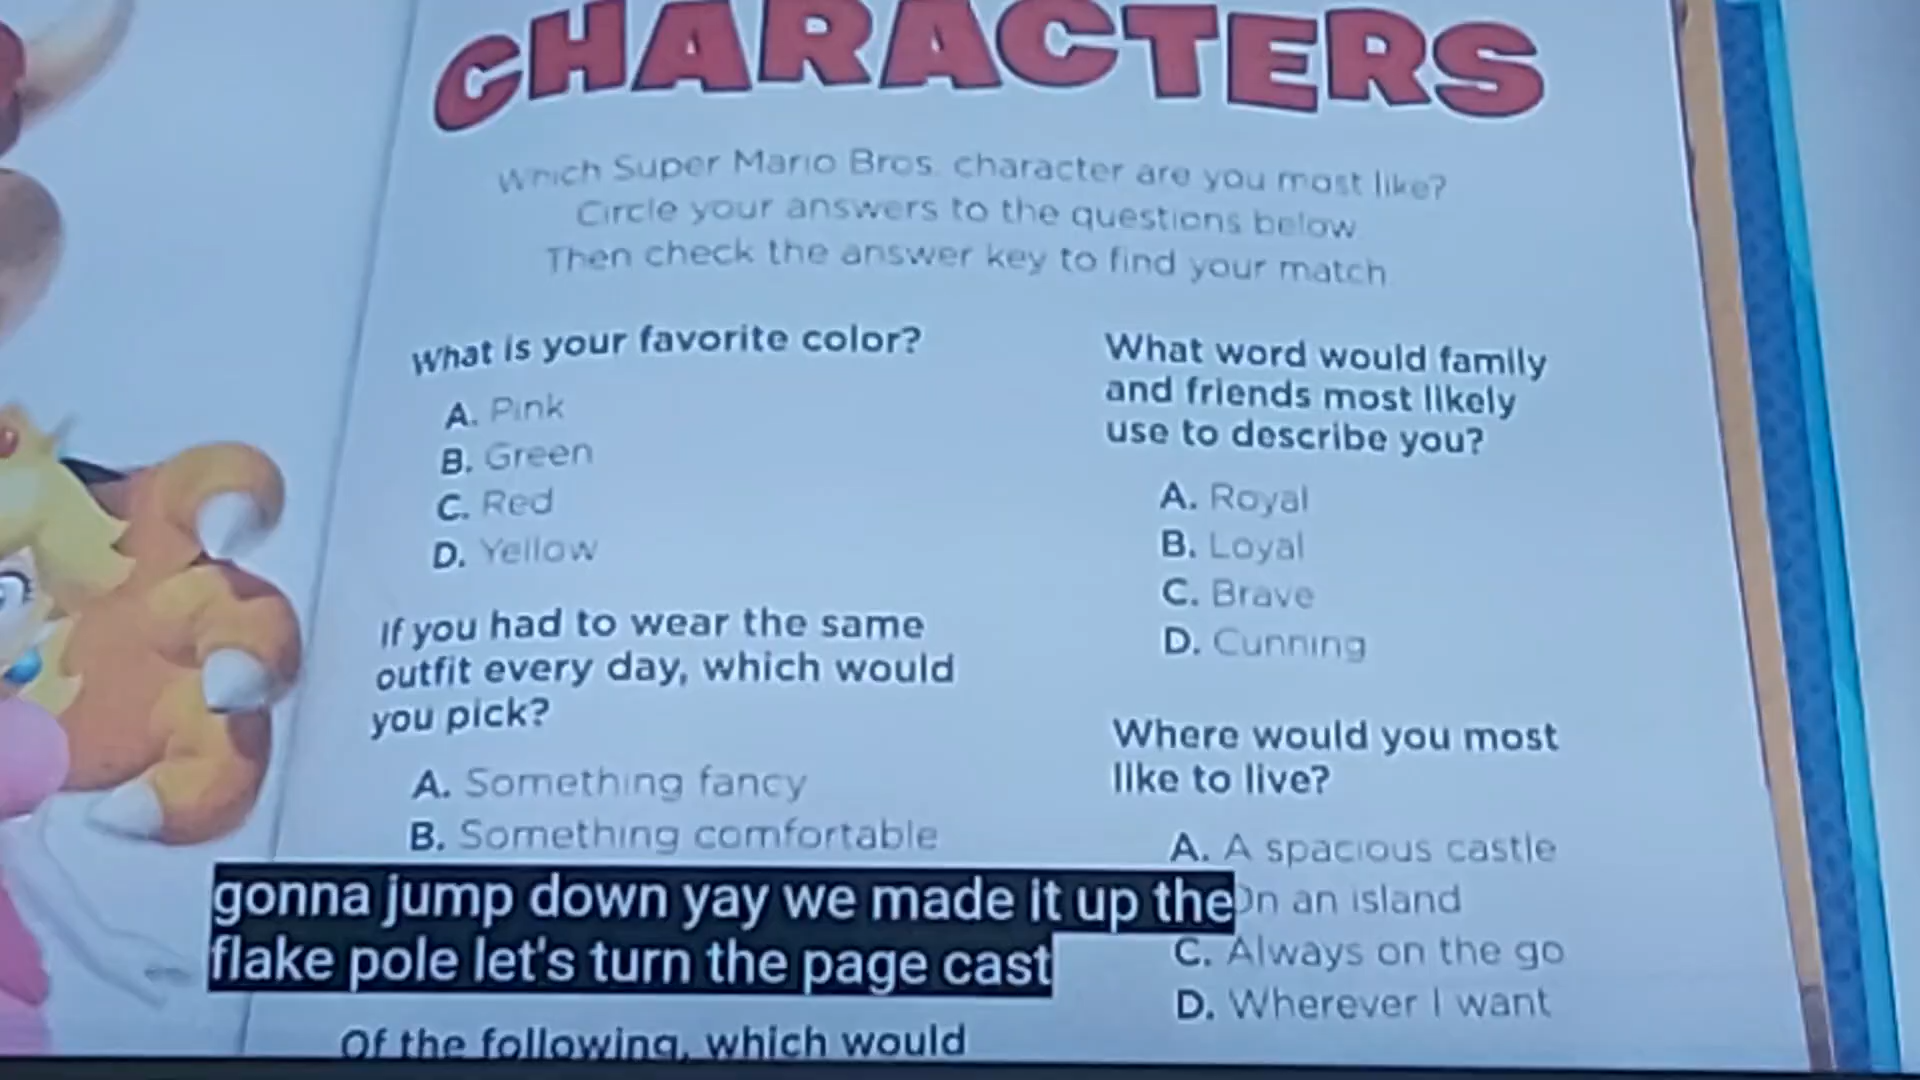 CHARACTERS
Which Super Mario Bros. character are you most like?
Circle your answers to the questions below.
Then check the answer key to find your match
What is your favorite color?
A. Pink
B. Green
C. Red
D. Yellow
If you had to wear the same
outfit every day, which would
you pick?
A. Something fancy
B. Something comfortable
Of the following, which would
What word would family
and friends most likely
use to describe you?
A. Royal
B. Loyal
C. Brave
D. Cunning
Where would you most
like to live?
A. A spacious castle
On an island
C. Always on the go
D. Wherever I want
gonna jump down yay we made it up the
flake pole let's turn the page cast